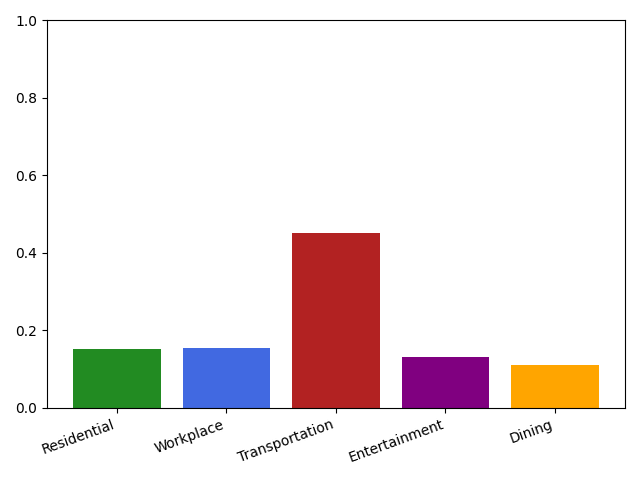 1.0
0.8
0.6
0.4
0.2
0.0
Residential
Workplace
Transportation
Entertainment
Dining